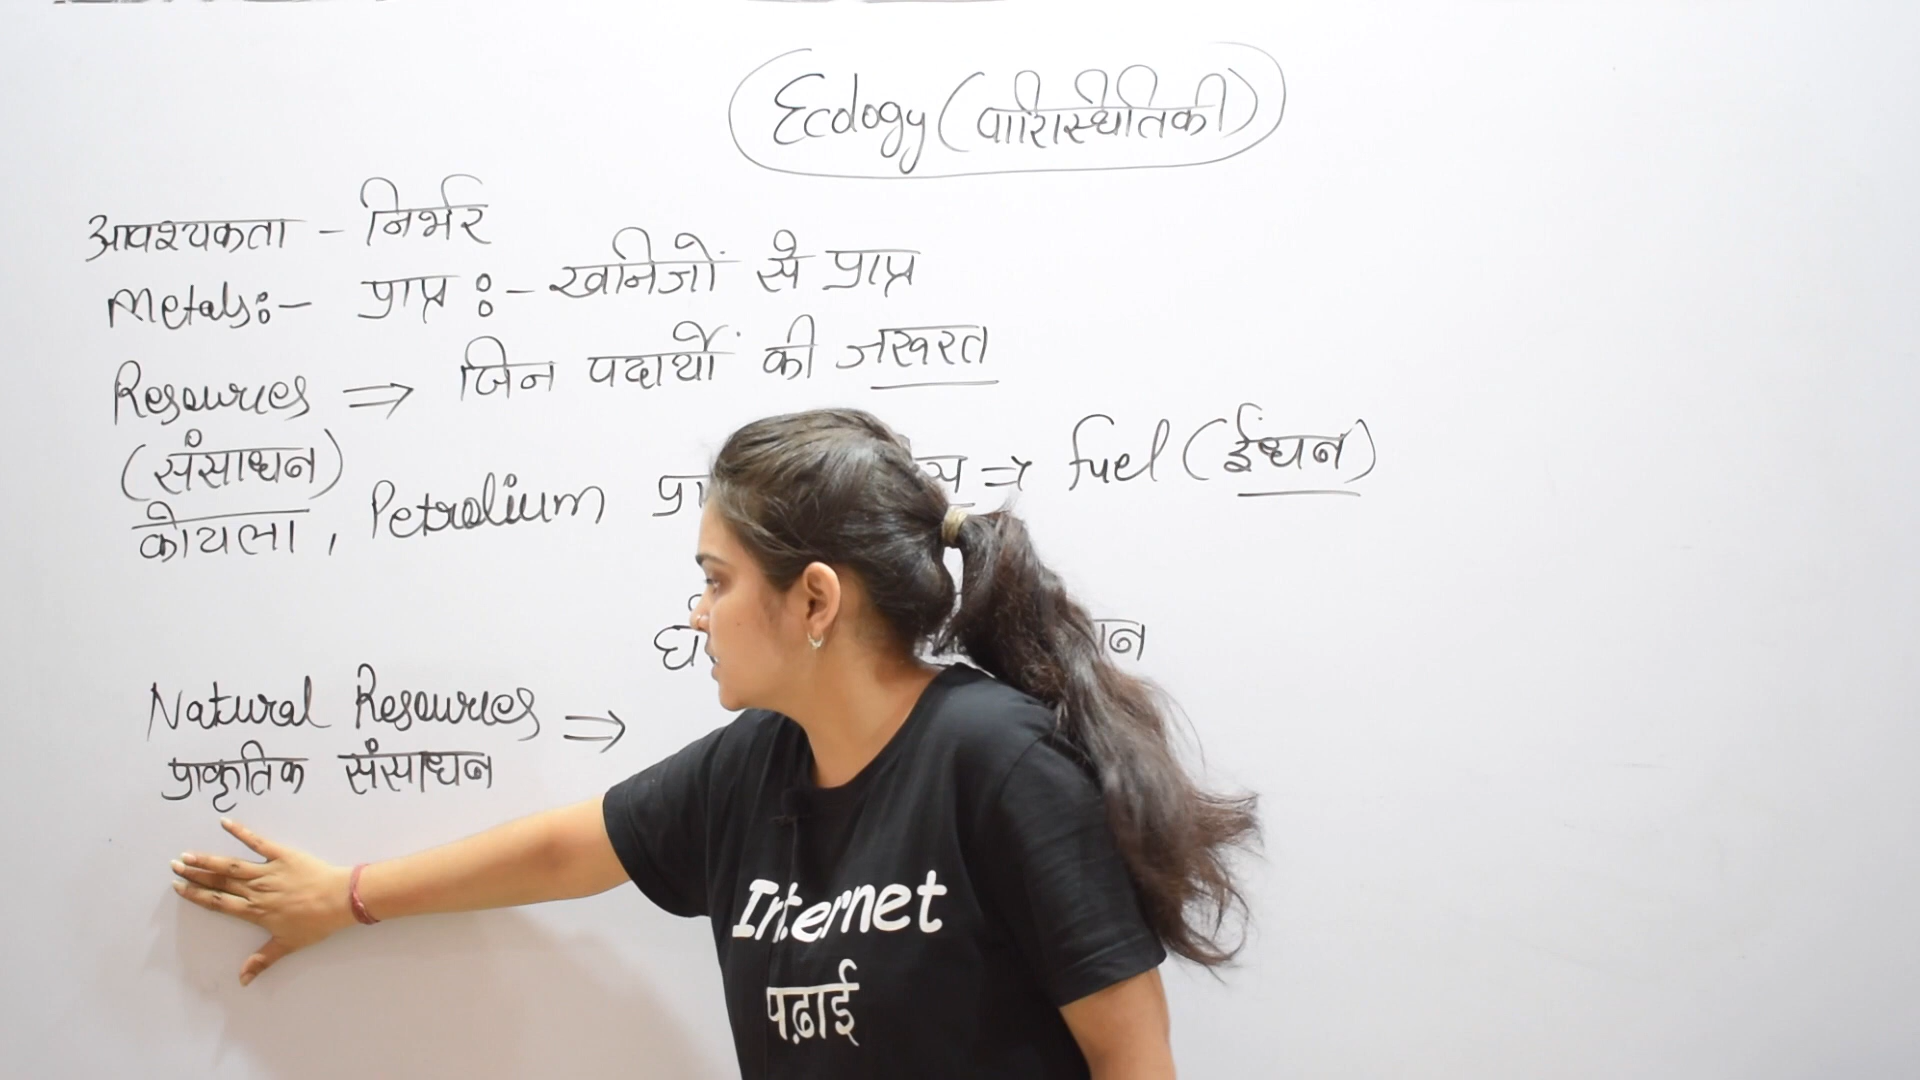 Ecology (पारिस्थितिकी)
आवश्यकता - निर्भर
Metals:- प्राप्त :- खनिजों से प्राप्त
Resources ⇒ जिन पदार्थों की जरूरत
(संसाधन)
कोयला, Petrolium ⇒ fuel (ईंधन)
Natural Resources ⇒
प्राकृतिक संसाधन
Internet
पढ़ाई